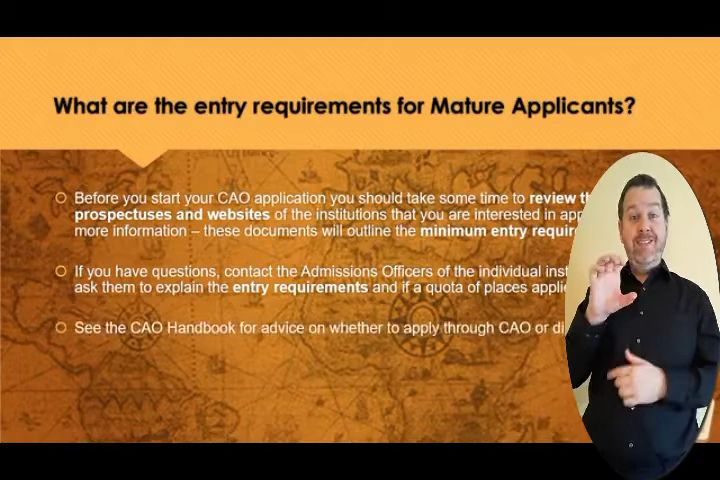 What are the entry requirements for Mature Applicants?
Before you start your CAO application you should take some time to review
prospectuses and websites of the institutions that you are interested in
more information – these documents will outline the minimum entry
If you have questions, contact the Admissions Officers of the individual
ask them to explain the entry requirements and if a quota of places
See the CAO Handbook for advice on whether to apply through CAO or